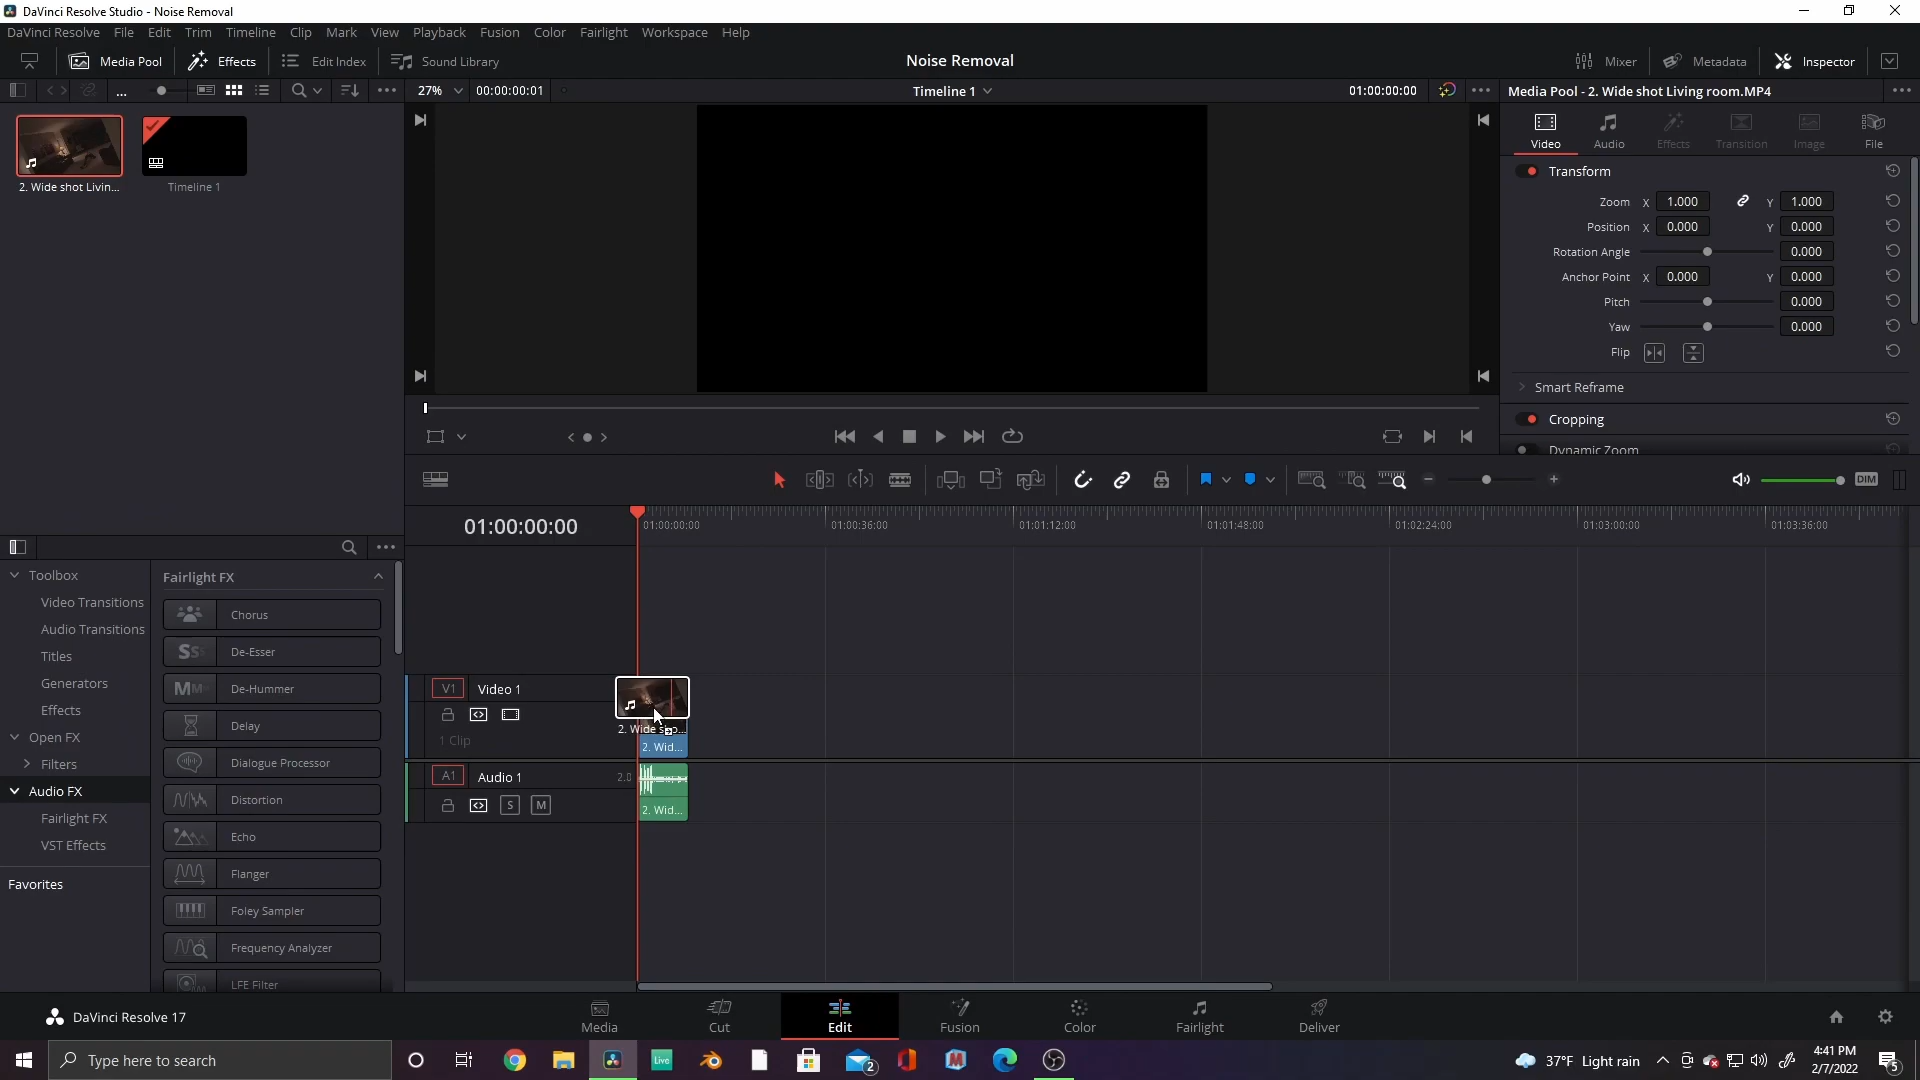 DaVinci Resolve Studio - Noise Removal
DaVinci Resolve File Edit Trim Timeline Clip Mark View Playback Fusion Color Fairlight Workspace Help
Media Pool Effects Edit Index Sound Library Noise Removal Mixer Metadata Inspector
27% 00:00:00:01 Timeline 1 01:00:00:00 Media Pool - 2. Wide shot Living room.MP4
Video Audio Effects Transition Image File
2. Wide shot Livin... Timeline 1
Transform
Zoom X 1.000 Y 1.000
Position X 0.000 Y 0.000
Rotation Angle 0.000
Anchor Point X 0.000 Y 0.000
Pitch 0.000
Yaw 0.000
Flip
Smart Reframe
Cropping
Dynamic Zoom
DIM
01:00:00:00 01:00:00:00 01:00:36:00 01:01:12:00 01:01:48:00 01:02:24:00 01:03:00:00 01:03:36:00
Toolbox
Video Transitions
Audio Transitions
Titles
Generators
Effects
Open FX
Filters
Audio FX
Fairlight FX
VST Effects
Favorites
Fairlight FX
Chorus
De-Esser
De-Hummer
Delay
Dialogue Processor
Distortion
Echo
Flanger
Foley Sampler
Frequency Analyzer
LFE Filter
V1 Video 1
1 Clip
2. Wide
2. Wid...
A1 Audio 1 2.0
S M
2. Wid...
DaVinci Resolve 17 Media Cut Edit Fusion Color Fairlight Deliver
Type here to search Live 2 37°F Light rain 4:41 PM
2/7/2022 5